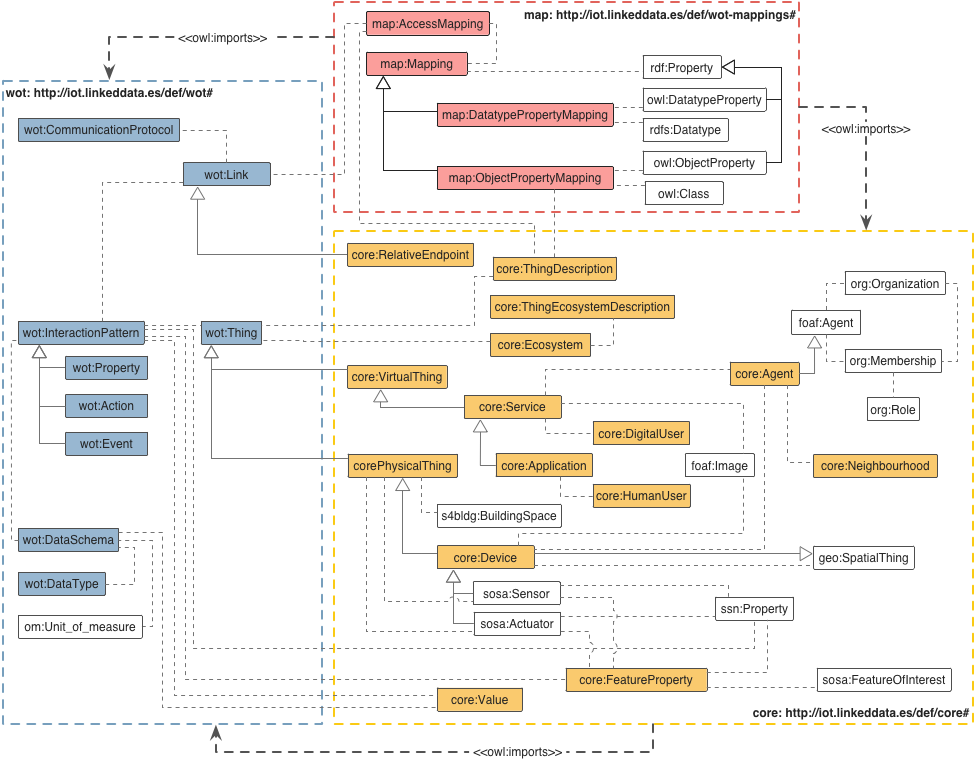 map: http://iot.linkeddata.es/def/wot-mappings#
map:AccessMapping
<<owl:imports>>
map:Mapping
rdf:Property
wot: http://iot.linkeddata.es/def/wot#
owl:DatatypeProperty
map:DatatypePropertyMapping
wot:CommunicationProtocol
rdfs:Datatype
<<owl:imports>>
owl:ObjectProperty
wot:Link
map:ObjectPropertyMapping
owl:Class
core:RelativeEndpoint
core:ThingDescription
org:Organization
core:ThingEcosystemDescription
foaf:Agent
wot:InteractionPattern
wot:Thing
core:Ecosystem
org:Membership
wot:Property
core:VirtualThing
core:Agent
wot:Action
core:Service
org:Role
core:DigitalUser
wot:Event
corePhysicalThing
core:Application
foaf:Image
core:Neighbourhood
core:HumanUser
s4bldg:BuildingSpace
wot:DataSchema
core:Device
geo:SpatialThing
wot:DataType
sosa:Sensor
ssn:Property
om:Unit_of_measure
sosa:Actuator
core:FeatureProperty
sosa:FeatureOfInterest
core:Value
core: http://iot.linkeddata.es/def/core#
<<owl:imports>>